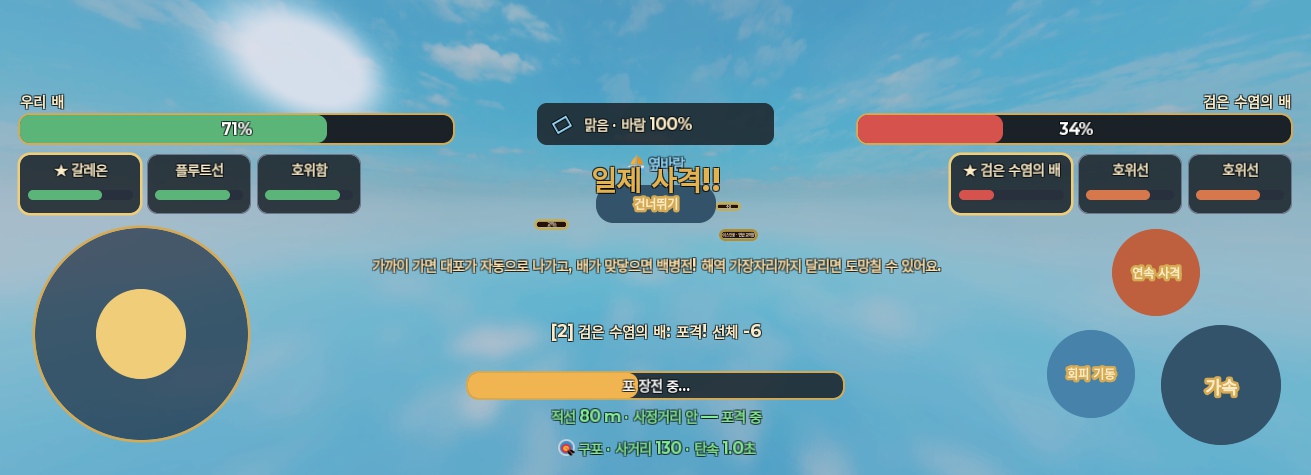 우리 배
검은 수염의 배
71%
맑음 · 바람 100%
34%
★ 갈레온
플루트선
호위함
★ 검은 수염의 배
호위선
호위선
옆바람
일제 사격!!
건너뛰기
가까이 가면 대포가 자동으로 나가고, 배가 맞닿으면 백병전! 해역 가장자리까지 달리면 도망칠 수 있어요.
연속 사격
[2] 검은 수염의 배: 포격! 선체 -6
회피 기동
가속
포 장전 중...
적선 80 m · 사정거리 안 — 포격 중
구포 · 사거리 130 · 탄속 1.0초